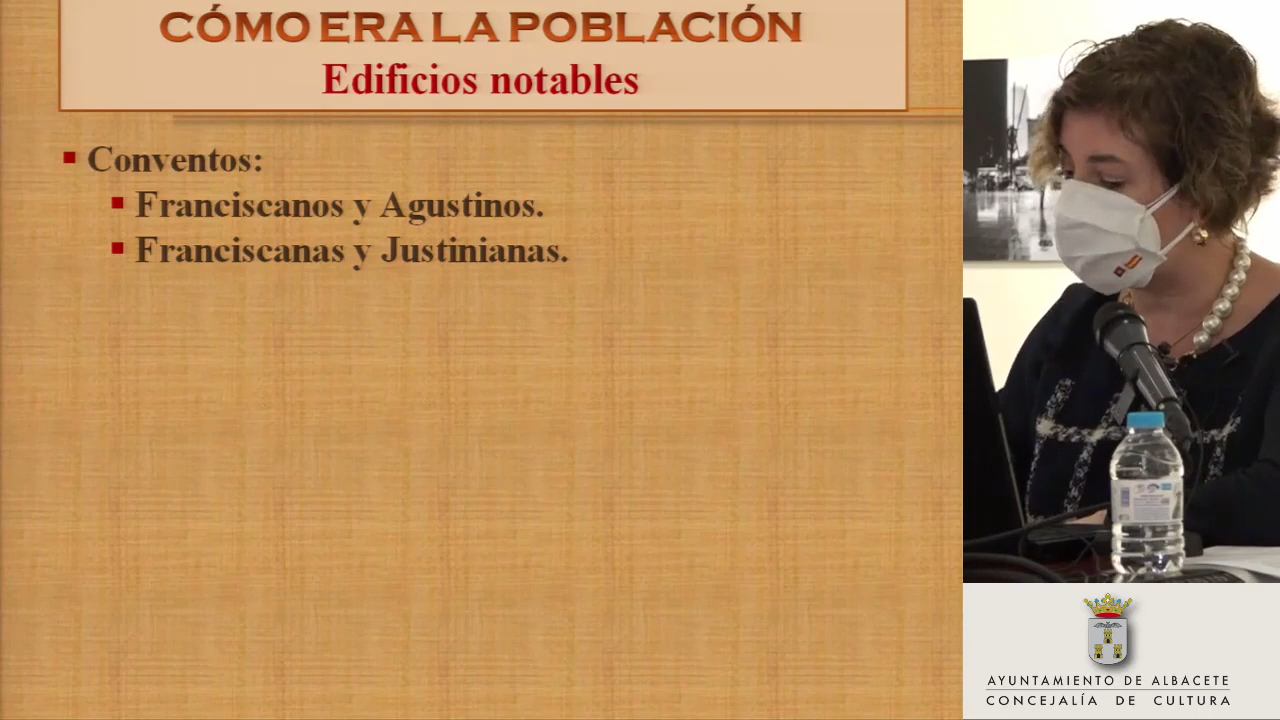 CÓMO ERA LA POBLACIÓN
Edificios notables
Conventos:
Franciscanos y Agustinos.
Franciscanas y Justinianas.
AYUNTAMIENTO DE ALBACETE
CONCEJALÍA DE CULTURA